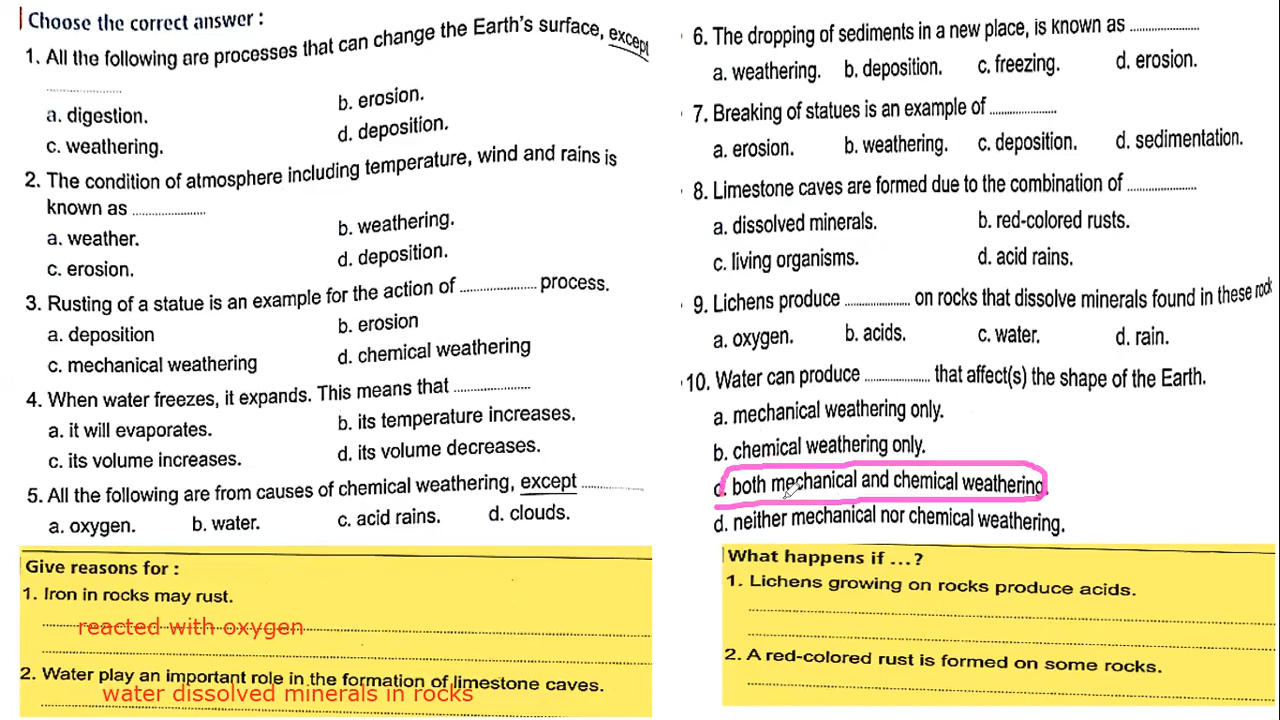 Choose the correct answer :
1. All the following are processes that can change the Earth's surface, except
....................
a. digestion.
b. erosion.
c. weathering.
d. deposition.
2. The condition of atmosphere including temperature, wind and rains is
known as ....................
a. weather.
b. weathering.
c. erosion.
d. deposition.
3. Rusting of a statue is an example for the action of .................... process.
a. deposition
b. erosion
c. mechanical weathering
d. chemical weathering
4. When water freezes, it expands. This means that ....................
a. it will evaporates.
b. its temperature increases.
c. its volume increases.
d. its volume decreases.
5. All the following are from causes of chemical weathering, except ....................
a. oxygen. b. water. c. acid rains. d. clouds.
Give reasons for :
1. Iron in rocks may rust.
reacted with oxygen
2. Water play an important role in the formation of limestone caves.
water dissolved minerals in rocks
6. The dropping of sediments in a new place, is known as ....................
a. weathering. b. deposition. c. freezing. d. erosion.
7. Breaking of statues is an example of ....................
a. erosion. b. weathering. c. deposition. d. sedimentation.
8. Limestone caves are formed due to the combination of ....................
a. dissolved minerals.
b. red-colored rusts.
c. living organisms.
d. acid rains.
9. Lichens produce .................... on rocks that dissolve minerals found in these rock
a. oxygen. b. acids. c. water. d. rain.
10. Water can produce .................... that affect(s) the shape of the Earth.
a. mechanical weathering only.
b. chemical weathering only.
c. both mechanical and chemical weathering.
d. neither mechanical nor chemical weathering.
What happens if ...?
1. Lichens growing on rocks produce acids.
2. A red-colored rust is formed on some rocks.